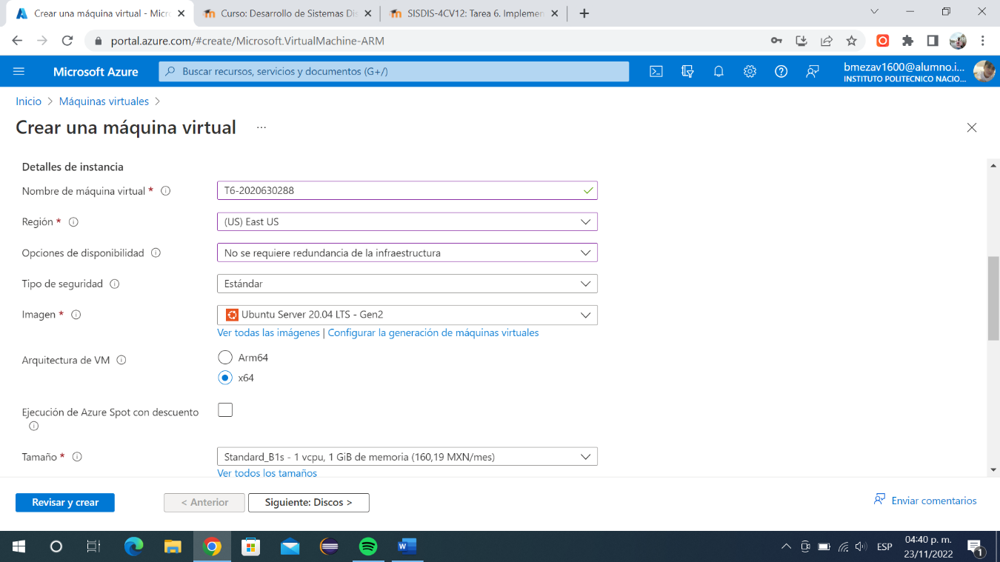 Crear una máquina virtual - Micro
Curso: Desarrollo de Sistemas Dis
SISDIS-4CV12: Tarea 6. Implemen
portal.azure.com/#create/Microsoft.VirtualMachine-ARM
Microsoft Azure
Buscar recursos, servicios y documentos (G+/)
bmezav1600@alumno.i...
INSTITUTO POLITECNICO NACIO...
Inicio > Máquinas virtuales >
Crear una máquina virtual ...
Detalles de instancia
Nombre de máquina virtual * T6-2020630288
Región * (US) East US
Opciones de disponibilidad No se requiere redundancia de la infraestructura
Tipo de seguridad Estándar
Imagen * Ubuntu Server 20.04 LTS - Gen2
Ver todas las imágenes | Configurar la generación de máquinas virtuales
Arquitectura de VM Arm64
x64
Ejecución de Azure Spot con descuento
Tamaño * Standard_B1s - 1 vcpu, 1 GiB de memoria (160,19 MXN/mes)
Ver todos los tamaños
Revisar y crear
< Anterior
Siguiente: Discos >
Enviar comentarios
ESP
04:40 p. m.
23/11/2022
1